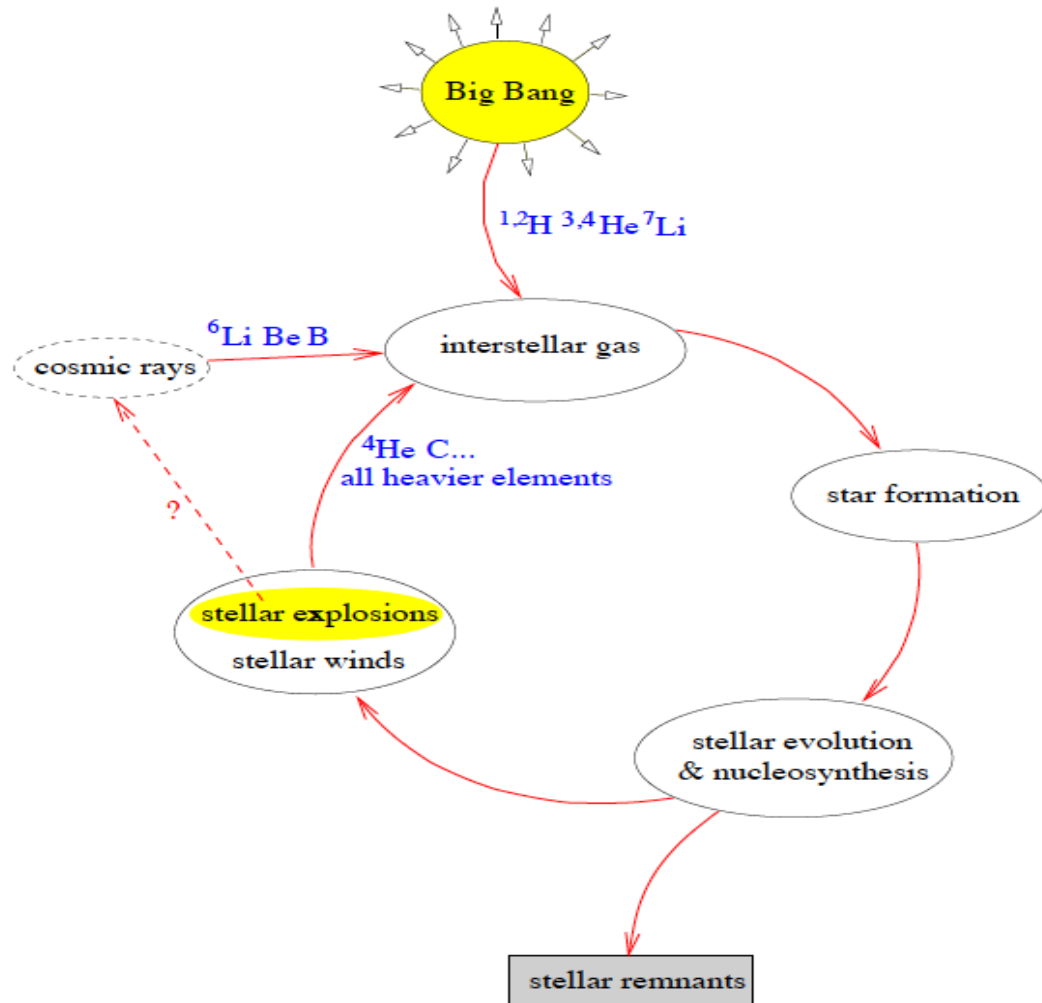 Big Bang
¹,²H ³,⁴He ⁷Li
⁶Li Be B
interstellar gas
cosmic rays
⁴He C...
all heavier elements
star formation
?
stellar explosions
stellar winds
stellar evolution
& nucleosynthesis
stellar remnants